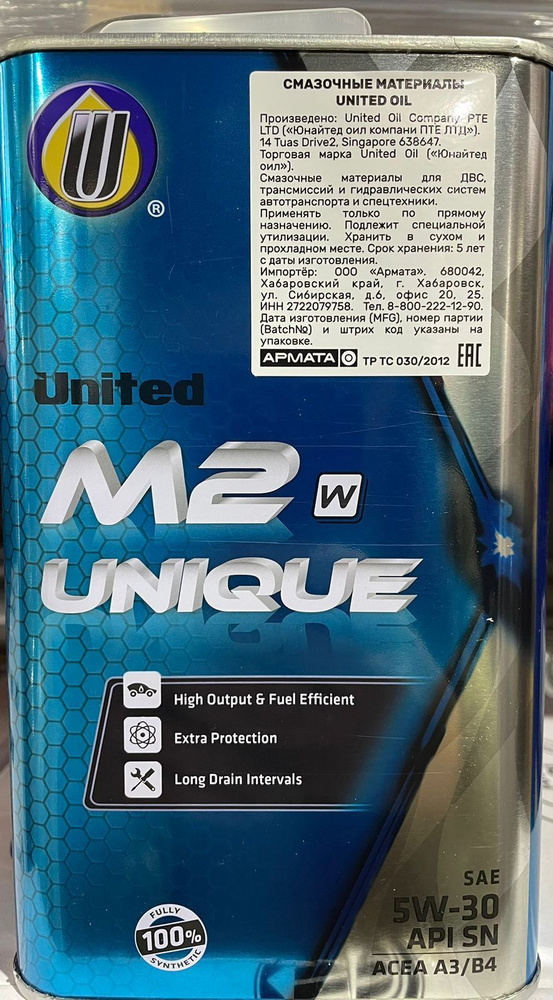 U
®
СМАЗОЧНЫЕ МАТЕРИАЛЫ
UNITED OIL
Произведено: United Oil Company PTE
LTD («Юнайтед оил компани ПТЕ ЛТД»).
14 Tuas Drive2, Singapore 638647.
Торговая марка United Oil («Юнайтед
оил»).
Смазочные материалы для ДВС,
трансмиссий и гидравлических систем
автотранспорта и спецтехники.
Применять только по прямому
назначению. Подлежит специальной
утилизации. Хранить в сухом и
прохладном месте. Срок хранения: 5 лет
с даты изготовления.
Импортёр: ООО «Армата». 680042,
Хабаровский край, г. Хабаровск,
ул. Сибирская, д.6, офис 20, 25.
ИНН 2722079758. Тел. 8-800-222-12-90.
Дата изготовления (MFG), номер партии
(Batch№) и штрих код указаны на
упаковке.
АРМАТА ТР ТС 030/2012 EAC
United
M2 W
UNIQUE
High Output & Fuel Efficient
Extra Protection
Long Drain Intervals
FULLY
100%
SYNTHETIC
SAE
5W-30
API SN
ACEA A3/B4